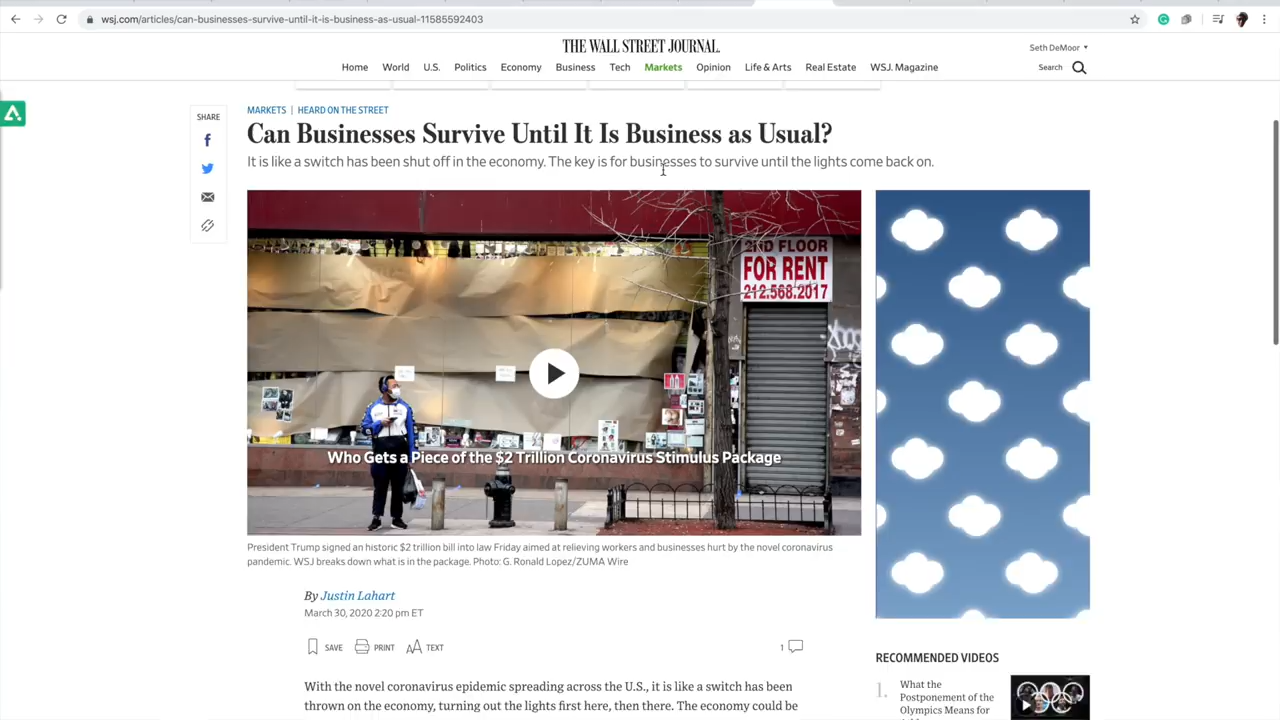 wsj.com/articles/can-businesses-survive-until-it-is-business-as-usual-11585592403
THE WALL STREET JOURNAL.
Seth DeMoor
Home World U.S. Politics Economy Business Tech Markets Opinion Life & Arts Real Estate WSJ. Magazine
Search
MARKETS | HEARD ON THE STREET
SHARE
Can Businesses Survive Until It Is Business as Usual?
It is like a switch has been shut off in the economy. The key is for businesses to survive until the lights come back on.
2ND FLOOR
FOR RENT
212.568.2017
Who Gets a Piece of the $2 Trillion Coronavirus Stimulus Package
President Trump signed an historic $2 trillion bill into law Friday aimed at relieving workers and businesses hurt by the novel coronavirus
pandemic. WSJ breaks down what is in the package. Photo: G. Ronald Lopez/ZUMA Wire
By Justin Lahart
March 30, 2020 2:20 pm ET
SAVE PRINT AA TEXT
1
RECOMMENDED VIDEOS
1.
What the
Postponement of the
Olympics Means for
With the novel coronavirus epidemic spreading across the U.S., it is like a switch has been
thrown on the economy, turning out the lights first here, then there. The economy could be